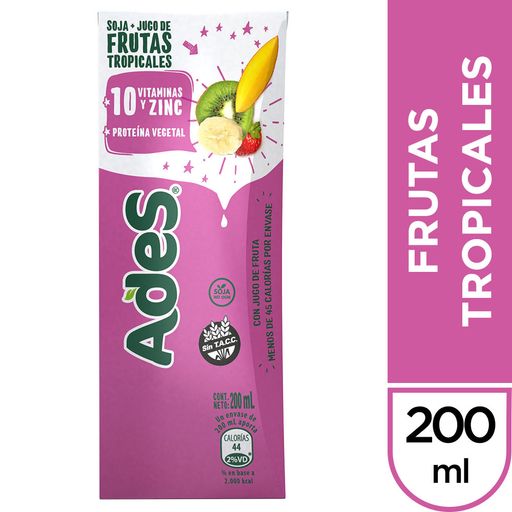 SOJA + JUGO DE
FRUTAS
TROPICALES
10 VITAMINAS
Y ZINC
PROTEÍNA VEGETAL
AdeS®
CON JUGO DE FRUTA
MENOS DE 45 CALORÍAS POR ENVASE
SOJA
Sin T.A.C.C.
CONT.
NETO: 200 mL
Un envase de
200 mL aporta
CALORÍAS
44
2%VD
% en base a
2.000 kcal
FRUTAS
TROPICALES
200
ml